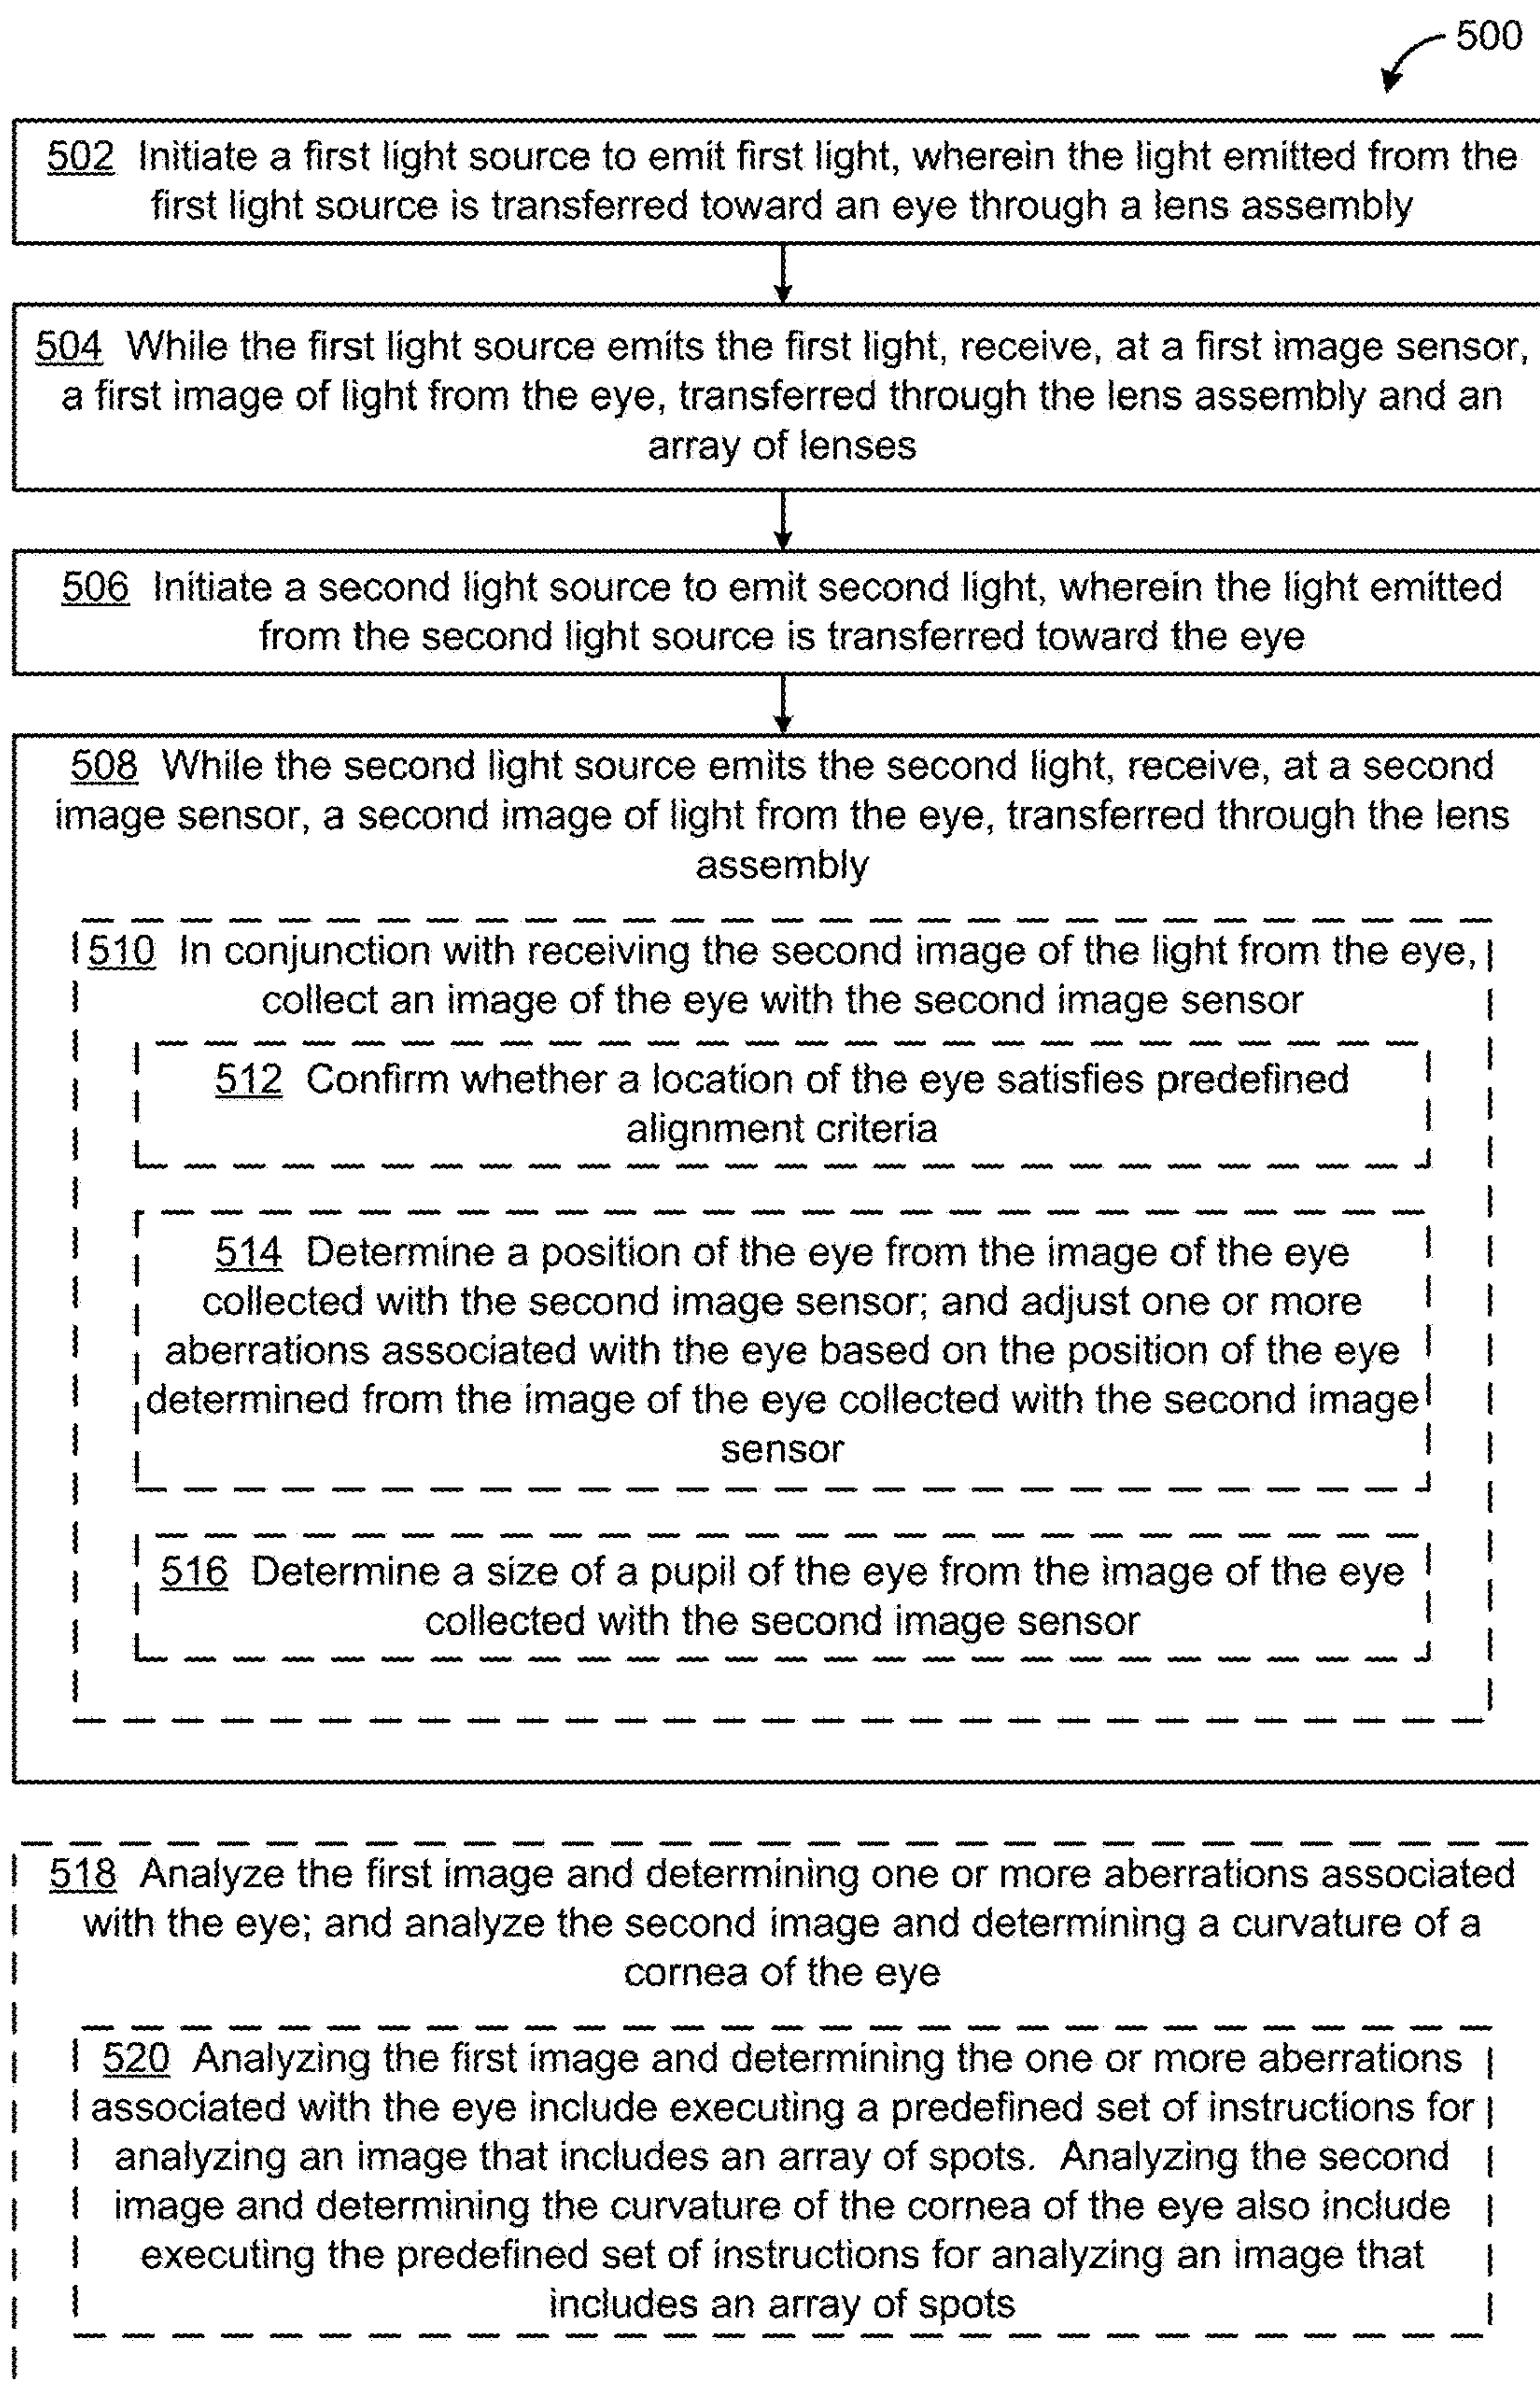 500
502 Initiate a first light source to emit first light, wherein the light emitted from the
first light source is transferred toward an eye through a lens assembly
504 While the first light source emits the first light, receive, at a first image sensor,
a first image of light from the eye, transferred through the lens assembly and an
array of lenses
506 Initiate a second light source to emit second light, wherein the light emitted
from the second light source is transferred toward the eye
508 While the second light source emits the second light, receive, at a second
image sensor, a second image of light from the eye, transferred through the lens
assembly
510 In conjunction with receiving the second image of the light from the eye,
collect an image of the eye with the second image sensor
512 Confirm whether a location of the eye satisfies predefined
alignment criteria
514 Determine a position of the eye from the image of the eye
collected with the second image sensor; and adjust one or more
aberrations associated with the eye based on the position of the eye
determined from the image of the eye collected with the second image
sensor
516 Determine a size of a pupil of the eye from the image of the eye
collected with the second image sensor
518 Analyze the first image and determining one or more aberrations associated
with the eye; and analyze the second image and determining a curvature of a
cornea of the eye
520 Analyzing the first image and determining the one or more aberrations
associated with the eye include executing a predefined set of instructions for
analyzing an image that includes an array of spots. Analyzing the second
image and determining the curvature of the cornea of the eye also include
executing the predefined set of instructions for analyzing an image that
includes an array of spots